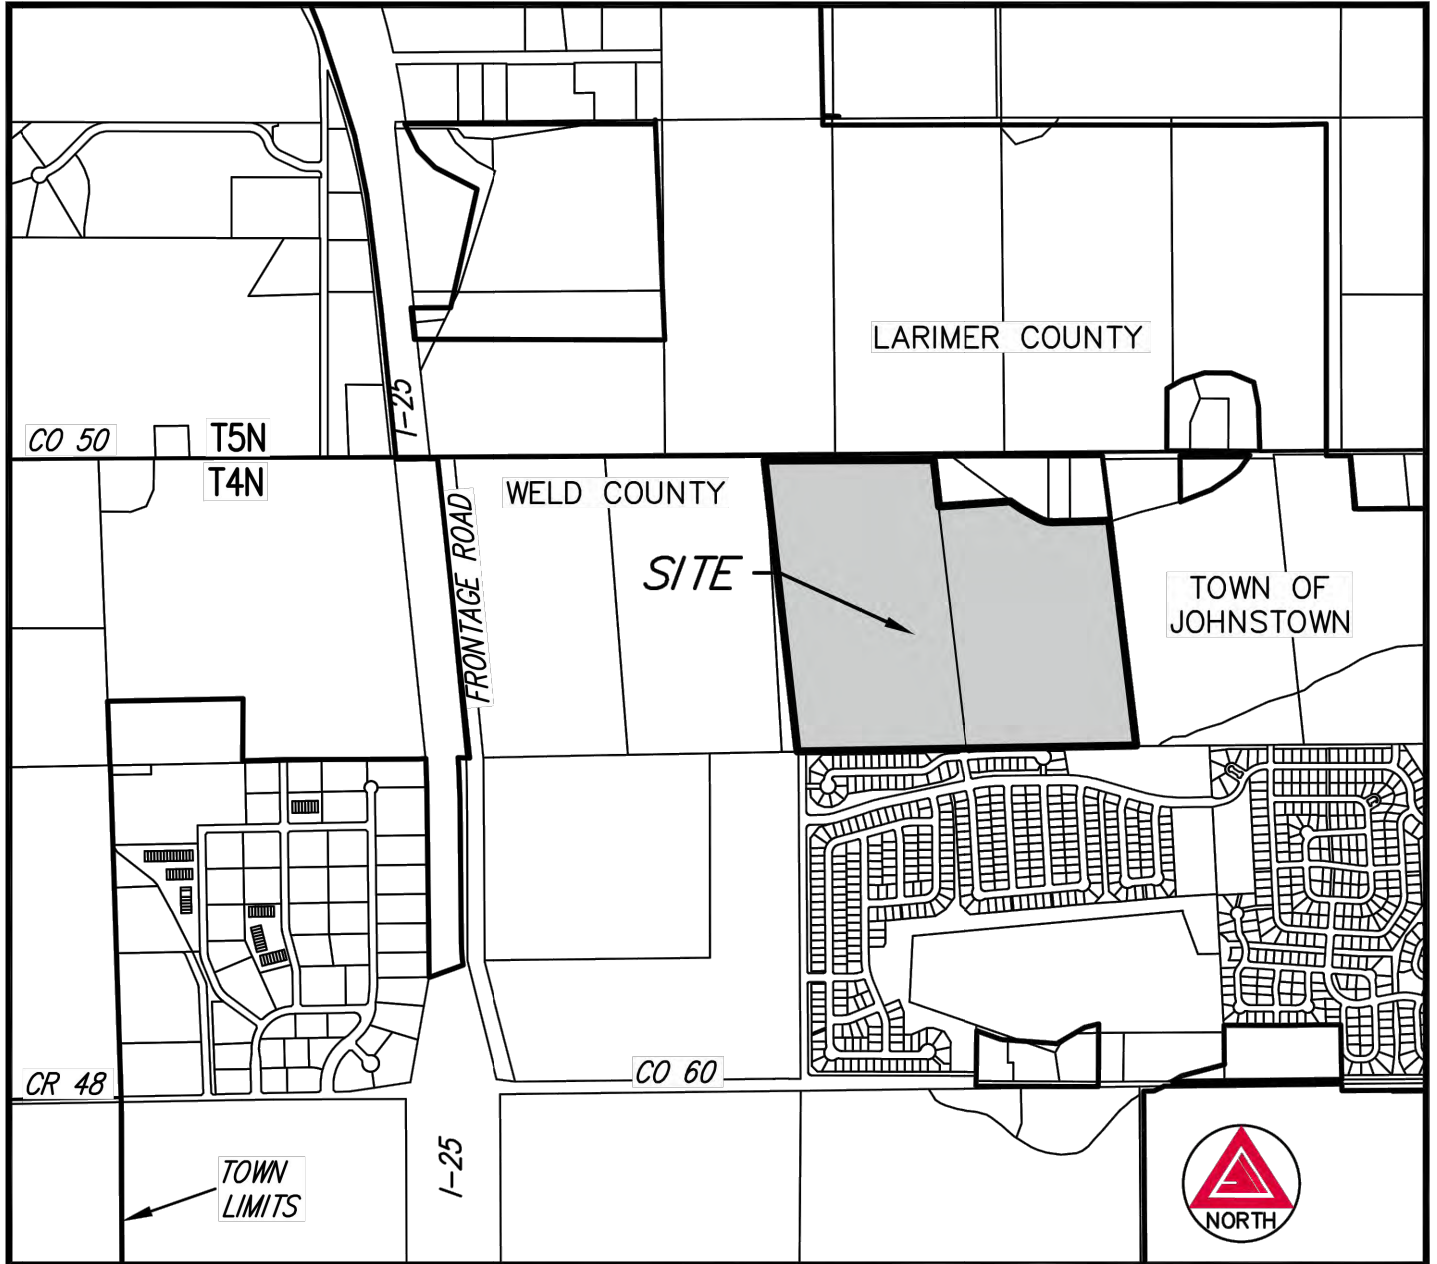 LARIMER COUNTY
I-25
CO 50
T5N
T4N
WELD COUNTY
FRONTAGE ROAD
SITE
TOWN OF
JOHNSTOWN
CO 60
CR 48
I-25
TOWN
LIMITS
NORTH